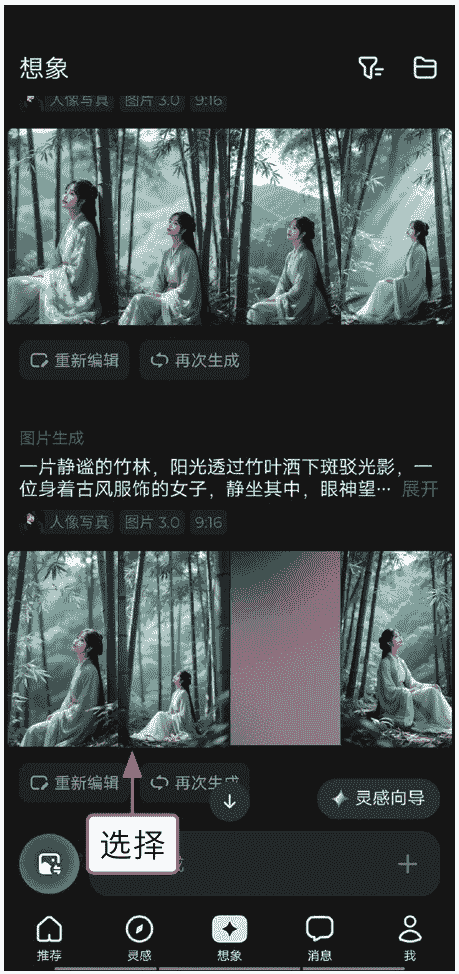 想象
人像写真 图片 3.0 9:16
重新编辑 再次生成
图片生成
一片静谧的竹林，阳光透过竹叶洒下斑驳光影，一
位身着古风服饰的女子，静坐其中，眼神望… 展开
人像写真 图片 3.0 9:16
重新编辑 再次生成
灵感向导
选择
推荐 灵感 想象 消息 我